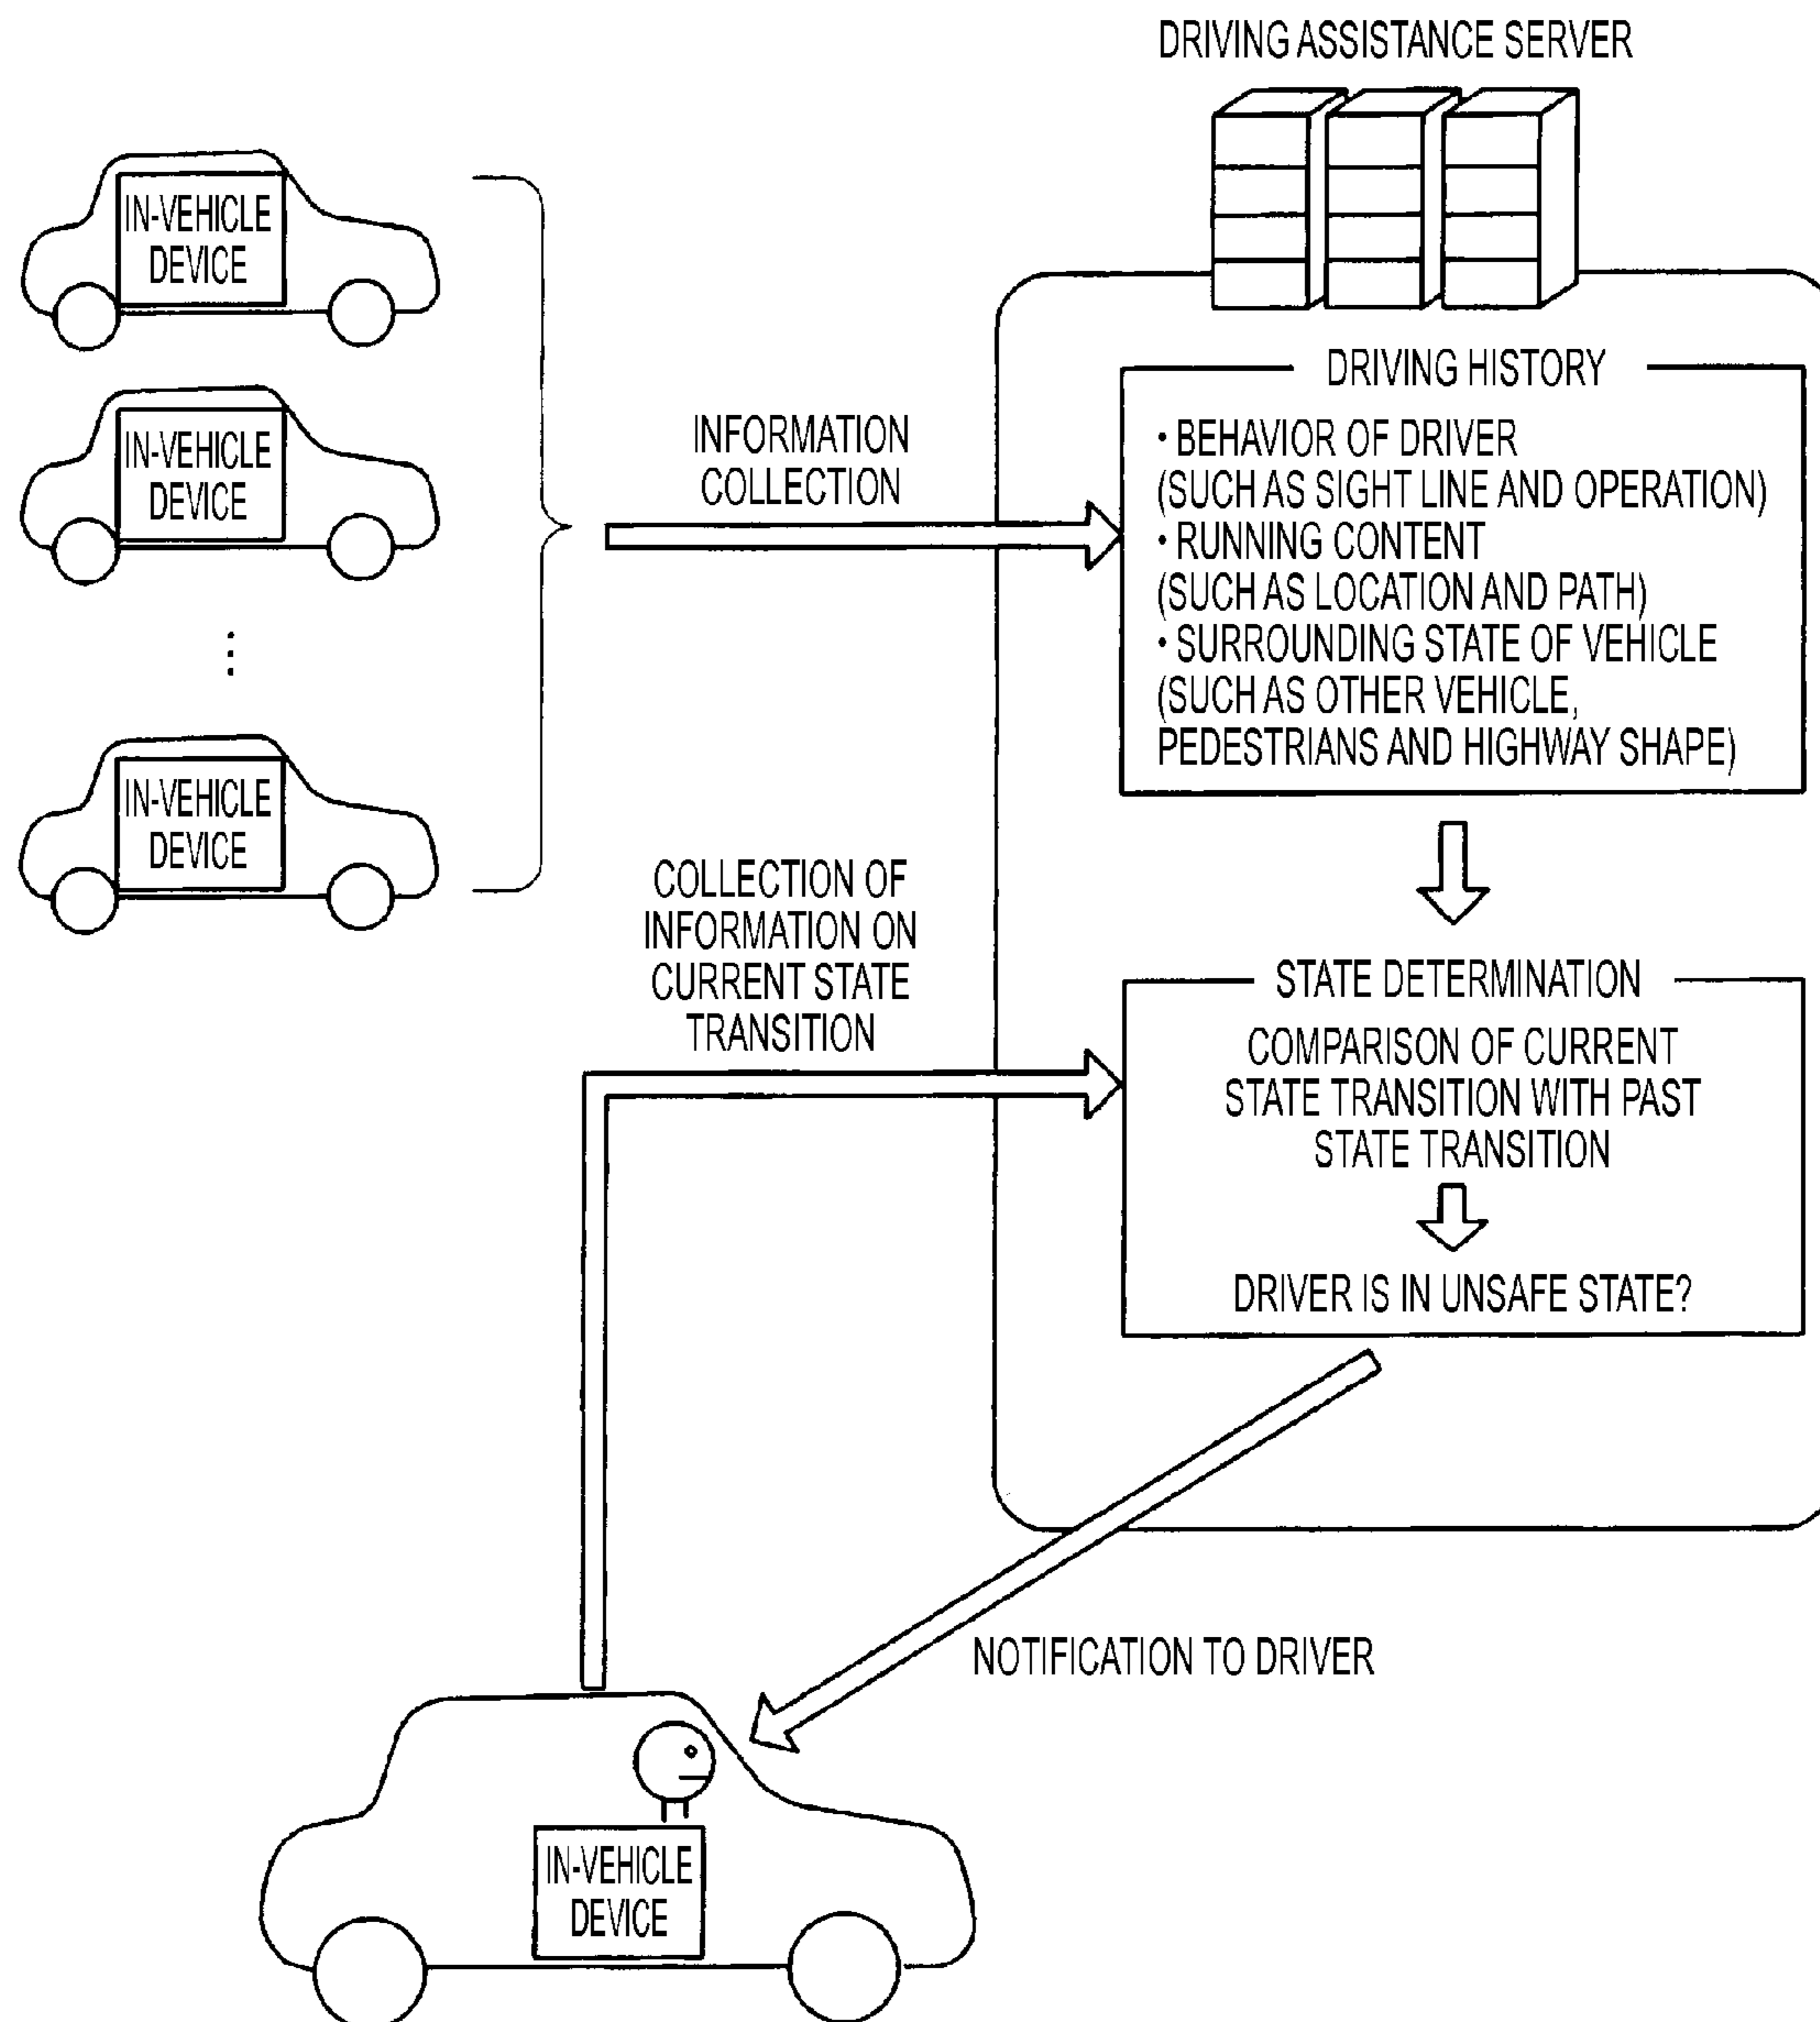 DRIVING ASSISTANCE SERVER
IN-VEHICLE
DEVICE
IN-VEHICLE
DEVICE
IN-VEHICLE
DEVICE
INFORMATION
COLLECTION
DRIVING HISTORY
• BEHAVIOR OF DRIVER
(SUCH AS SIGHT LINE AND OPERATION)
• RUNNING CONTENT
(SUCH AS LOCATION AND PATH)
• SURROUNDING STATE OF VEHICLE
(SUCH AS OTHER VEHICLE,
PEDESTRIANS AND HIGHWAY SHAPE)
COLLECTION OF
INFORMATION ON
CURRENT STATE
TRANSITION
STATE DETERMINATION
COMPARISON OF CURRENT
STATE TRANSITION WITH PAST
STATE TRANSITION
DRIVER IS IN UNSAFE STATE?
NOTIFICATION TO DRIVER
IN-VEHICLE
DEVICE